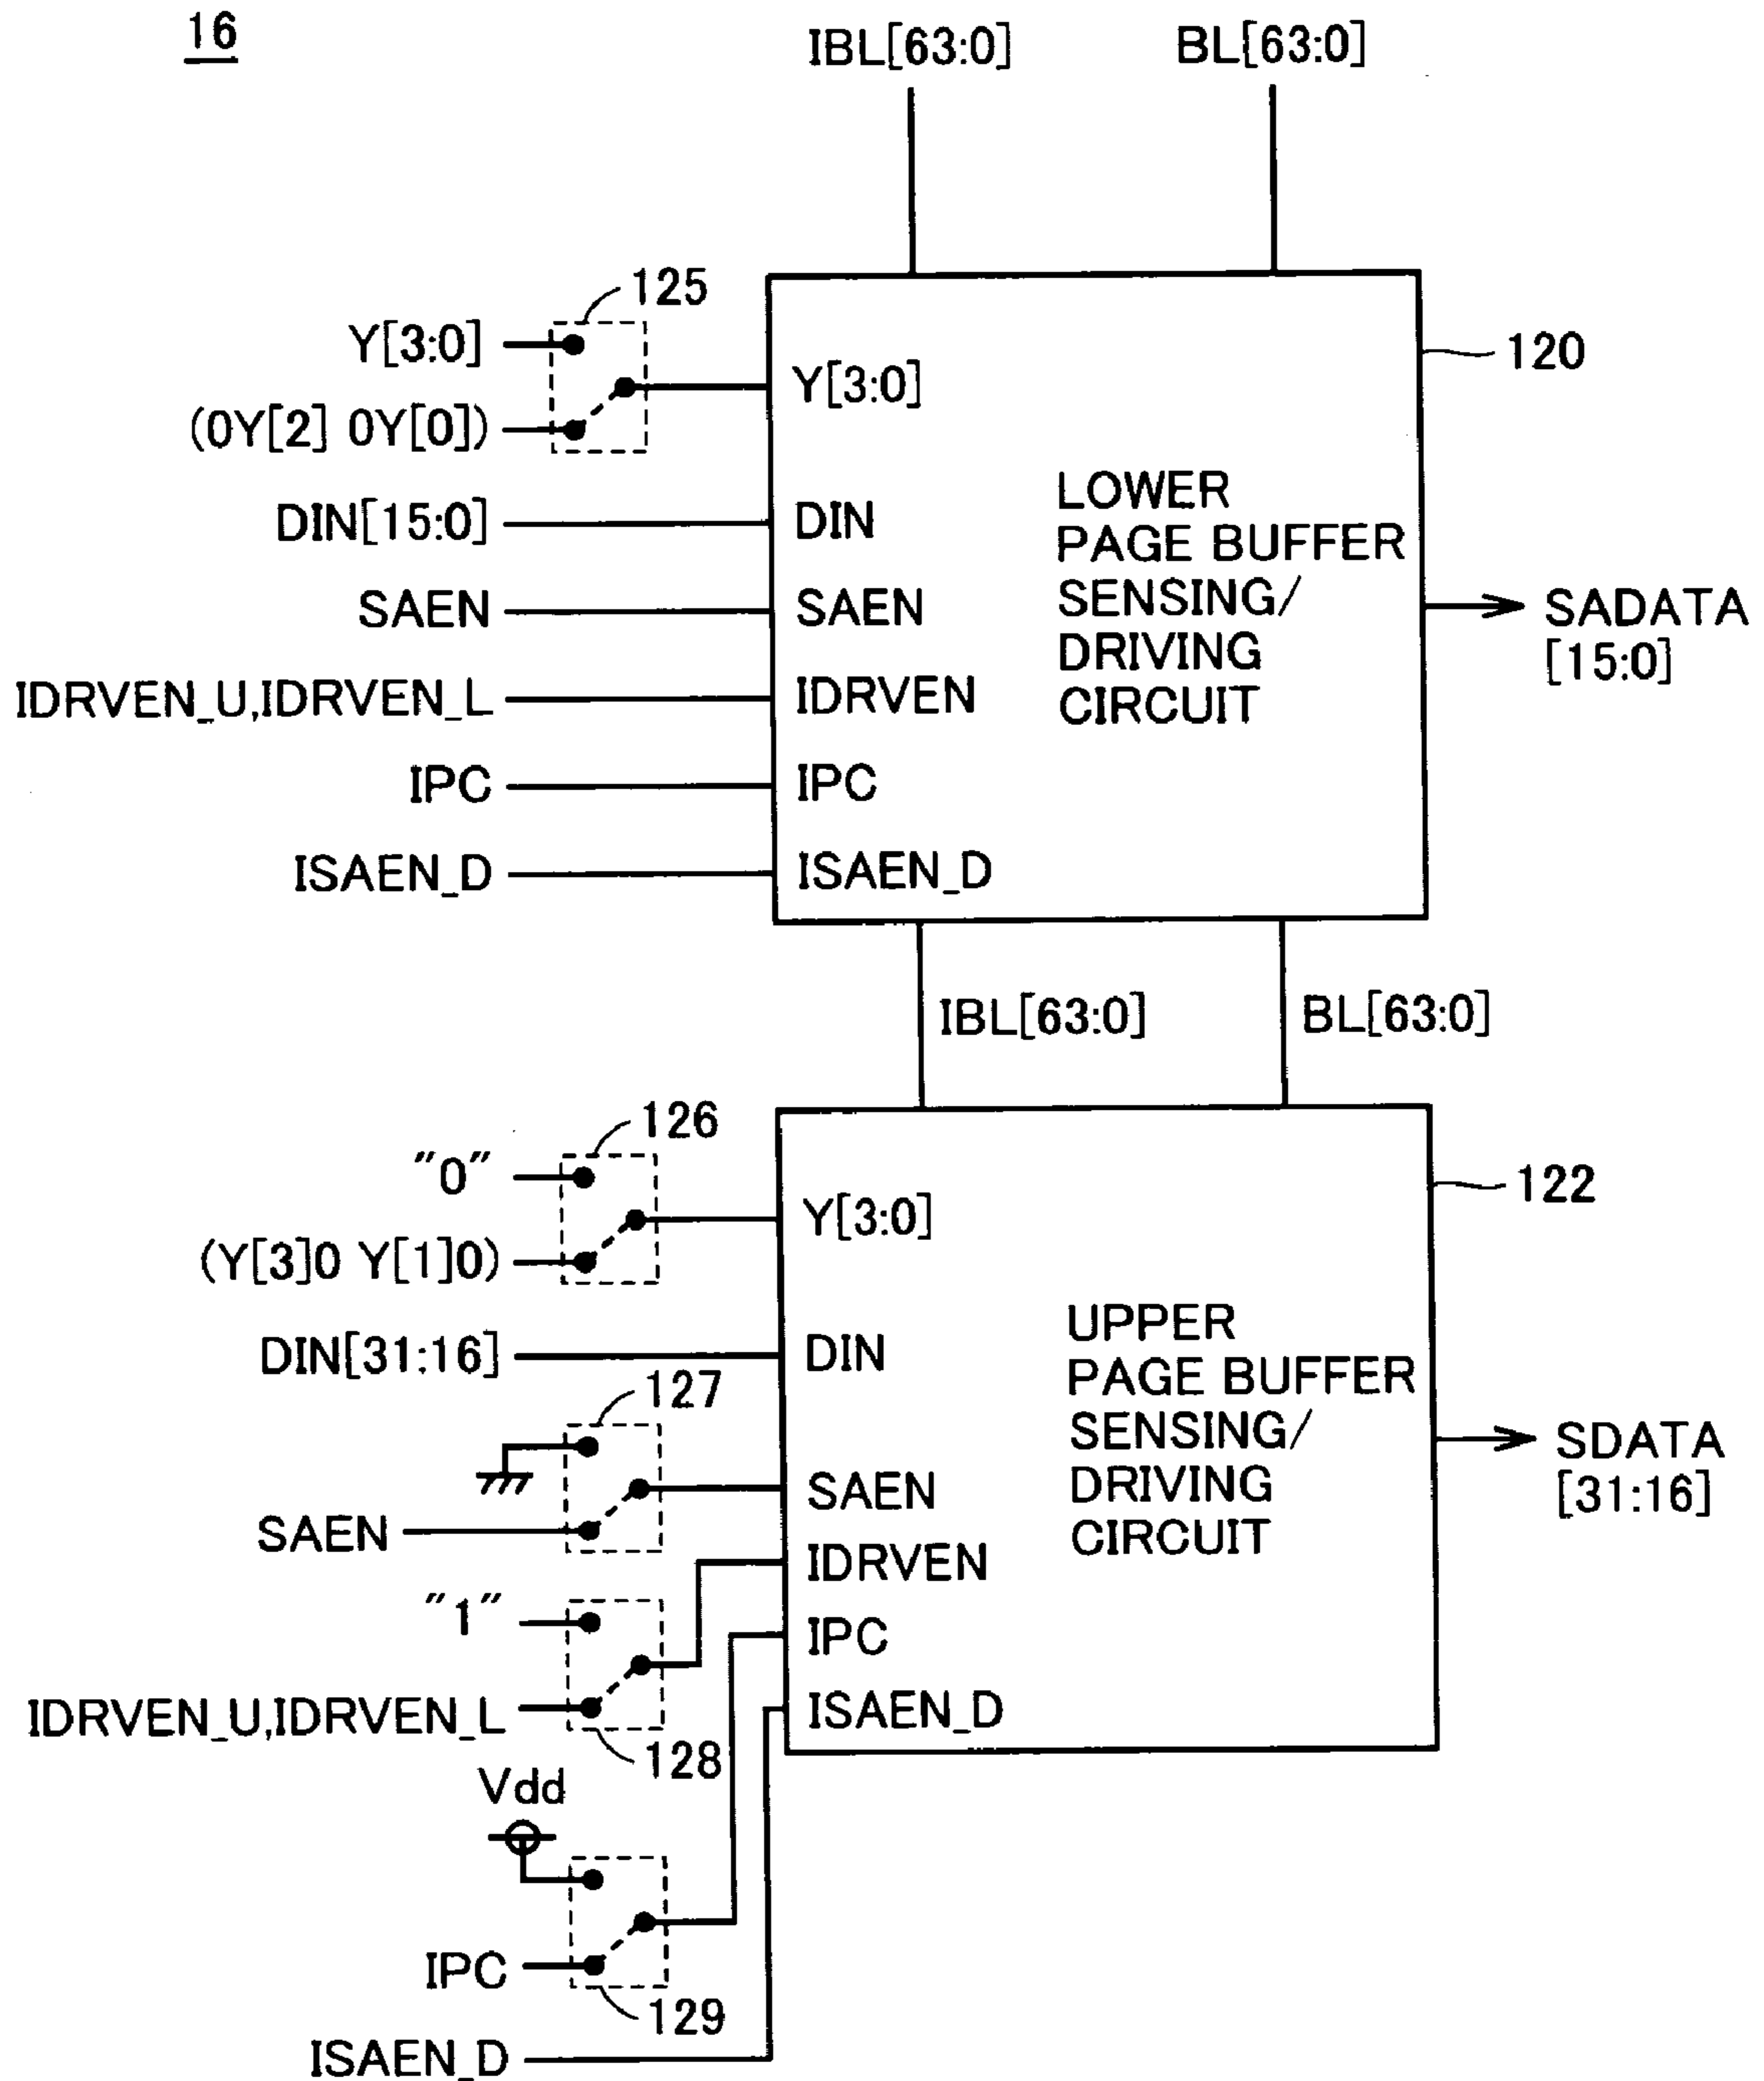 16
IBL[63:0]
BL[63:0]
125
Y[3:0]
(0Y[2] 0Y[0])
Y[3:0]
120
DIN[15:0]
DIN
LOWER
PAGE BUFFER
SENSING/
DRIVING
CIRCUIT
SAEN
SAEN
SADATA
[15:0]
IDRVEN_U,IDRVEN_L
IDRVEN
IPC
IPC
ISAEN_D
ISAEN_D
IBL[63:0]
BL[63:0]
126
"0"
(Y[3]0 Y[1]0)
Y[3:0]
122
DIN[31:16]
DIN
UPPER
PAGE BUFFER
SENSING/
DRIVING
CIRCUIT
127
SAEN
SAEN
SDATA
[31:16]
"1"
IDRVEN
IDRVEN_U,IDRVEN_L
128
IPC
ISAEN_D
Vdd
IPC
129
ISAEN_D